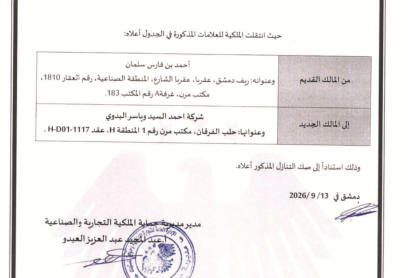 حيث انتقلت الملكية للعلامات المذكورة في الجدول أعلاه:
من المالك القديم
أحمد بن فارس سلمان
وعنوانه: ريف دمشق، عقربا، عقربا الشارع، المنطقة الصناعية، رقم العقار 1810،
مكتب مرن، غرفةA رقم المكتب 183.
إلى المالك الجديد
شركة احمد السيد وياسر البدوي
وعنوانها: حلب الفرقان، مكتب مرن رقم 1 المنطقة H، عقد H-D01-1117 .
وذلك استناداً إلى صك التنازل المذكور أعلاه.
دمشق في 13/ 9 /2026
مدير مديرية حماية الملكية التجارية والصناعية
عبد المجيد عبد العزيز العبدو